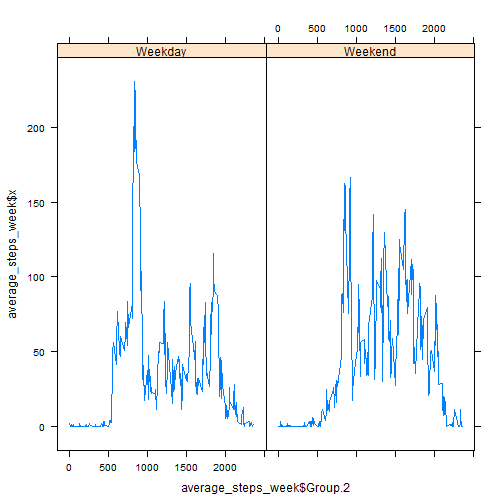 0 500 1000 1500 2000
Weekday Weekend
average_steps_week$x
200
150
100
50
0
0 500 1000 1500 2000
average_steps_week$Group.2